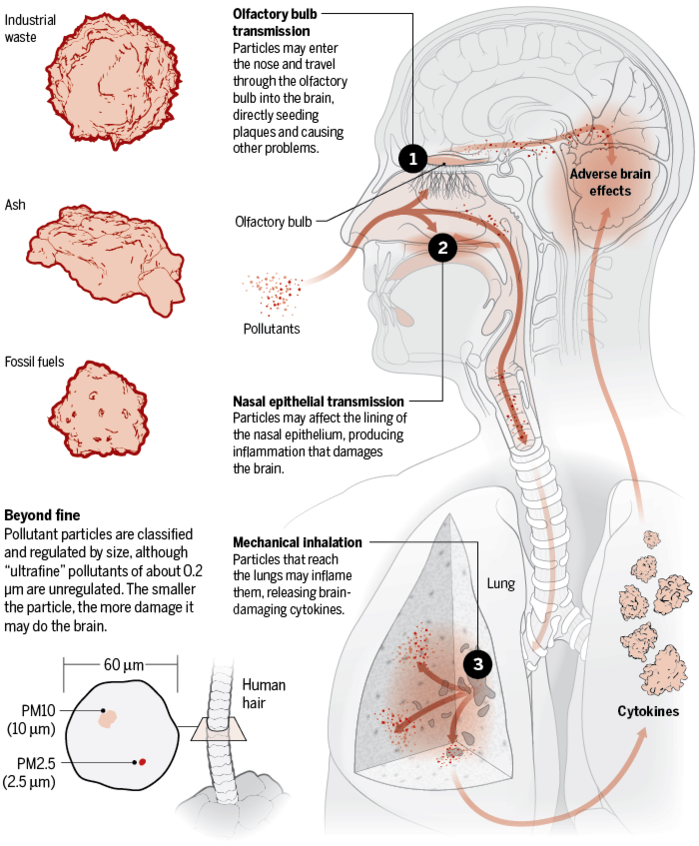 Industrial
waste
Ash
Fossil fuels
Olfactory bulb
transmission
Particles may enter
the nose and travel
through the olfactory
bulb into the brain,
directly seeding
plaques and causing
other problems.
1
Adverse brain
effects
Olfactory bulb
2
Pollutants
Nasal epithelial transmission
Particles may affect the lining of
the nasal epithelium, producing
inflammation that damages
the brain.
Beyond fine
Pollutant particles are classified
and regulated by size, although
“ultrafine” pollutants of about 0.2
µm are unregulated. The smaller
the particle, the more damage it
may do the brain.
60 µm
PM10
(10 µm)
PM2.5
(2.5 µm)
Human
hair
Mechanical inhalation
Particles that reach
the lungs may inflame
them, releasing brain-
damaging cytokines.
Lung
3
Cytokines